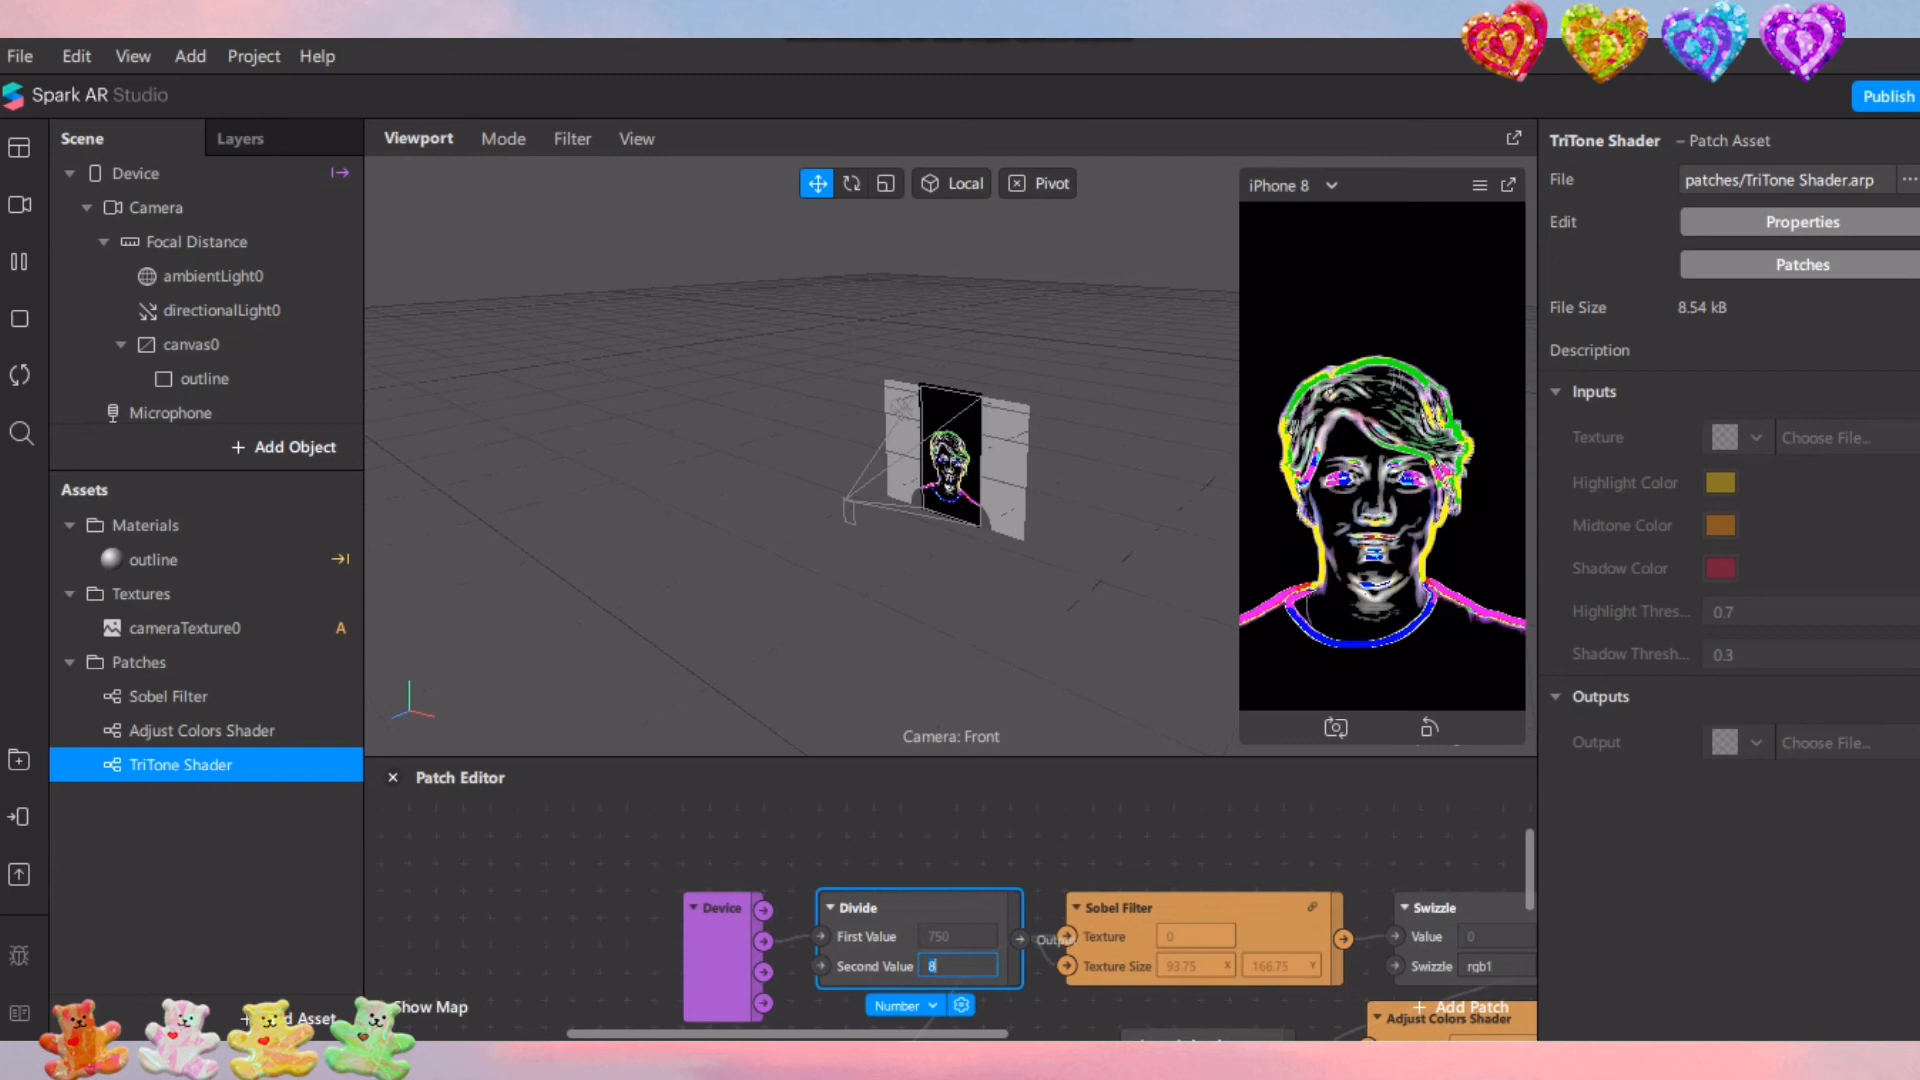 File Edit View Add Project Help
Spark AR Studio
Publish
Scene Layers
Device
Camera
Focal Distance
ambientLight0
directionalLight0
canvas0
outline
Microphone
+ Add Object
Assets
Materials
outline
Textures
cameraTexture0 A
Patches
Sobel Filter
Adjust Colors Shader
TriTone Shader
d Asset
Viewport Mode Filter View
Local Pivot
iPhone 8
Camera: Front
Patch Editor
Device
Divide
First Value 750
Second Value 8
Number
Sobel Filter
Texture 0
Texture Size 93.75 X 166.75 Y
Swizzle
Value 0
Swizzle rgb1
+ Add Patch
Adjust Colors Shader
Show Map
TriTone Shader – Patch Asset
File patches/TriTone Shader.arp ...
Edit Properties
Patches
File Size 8.54 kB
Description
Inputs
Texture Choose File...
Highlight Color
Midtone Color
Shadow Color
Highlight Thres... 0.7
Shadow Thresh... 0.3
Outputs
Output Choose File...